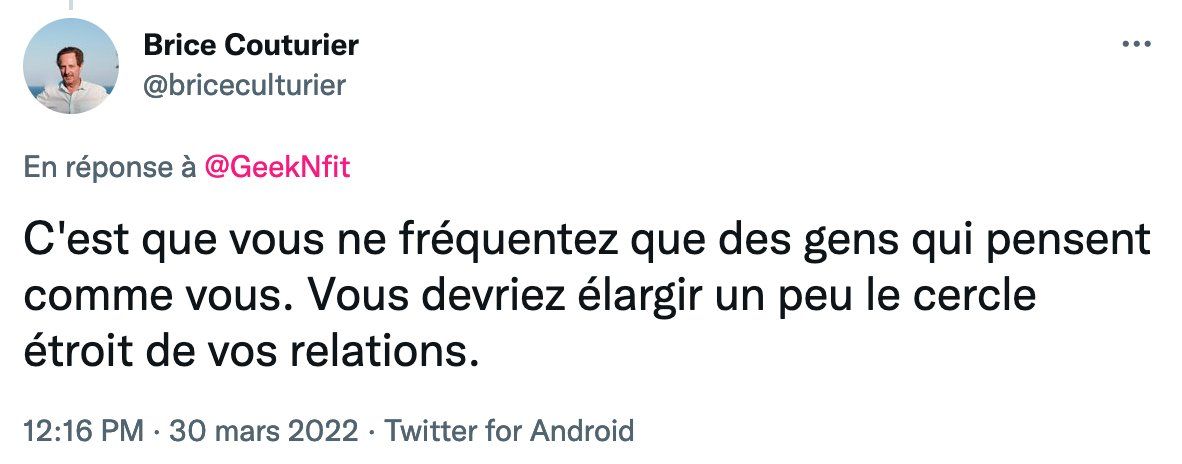 Brice Couturier
@briceculturier
En réponse à @GeekNfit
C'est que vous ne fréquentez que des gens qui pensent
comme vous. Vous devriez élargir un peu le cercle
étroit de vos relations.
12:16 PM · 30 mars 2022 · Twitter for Android